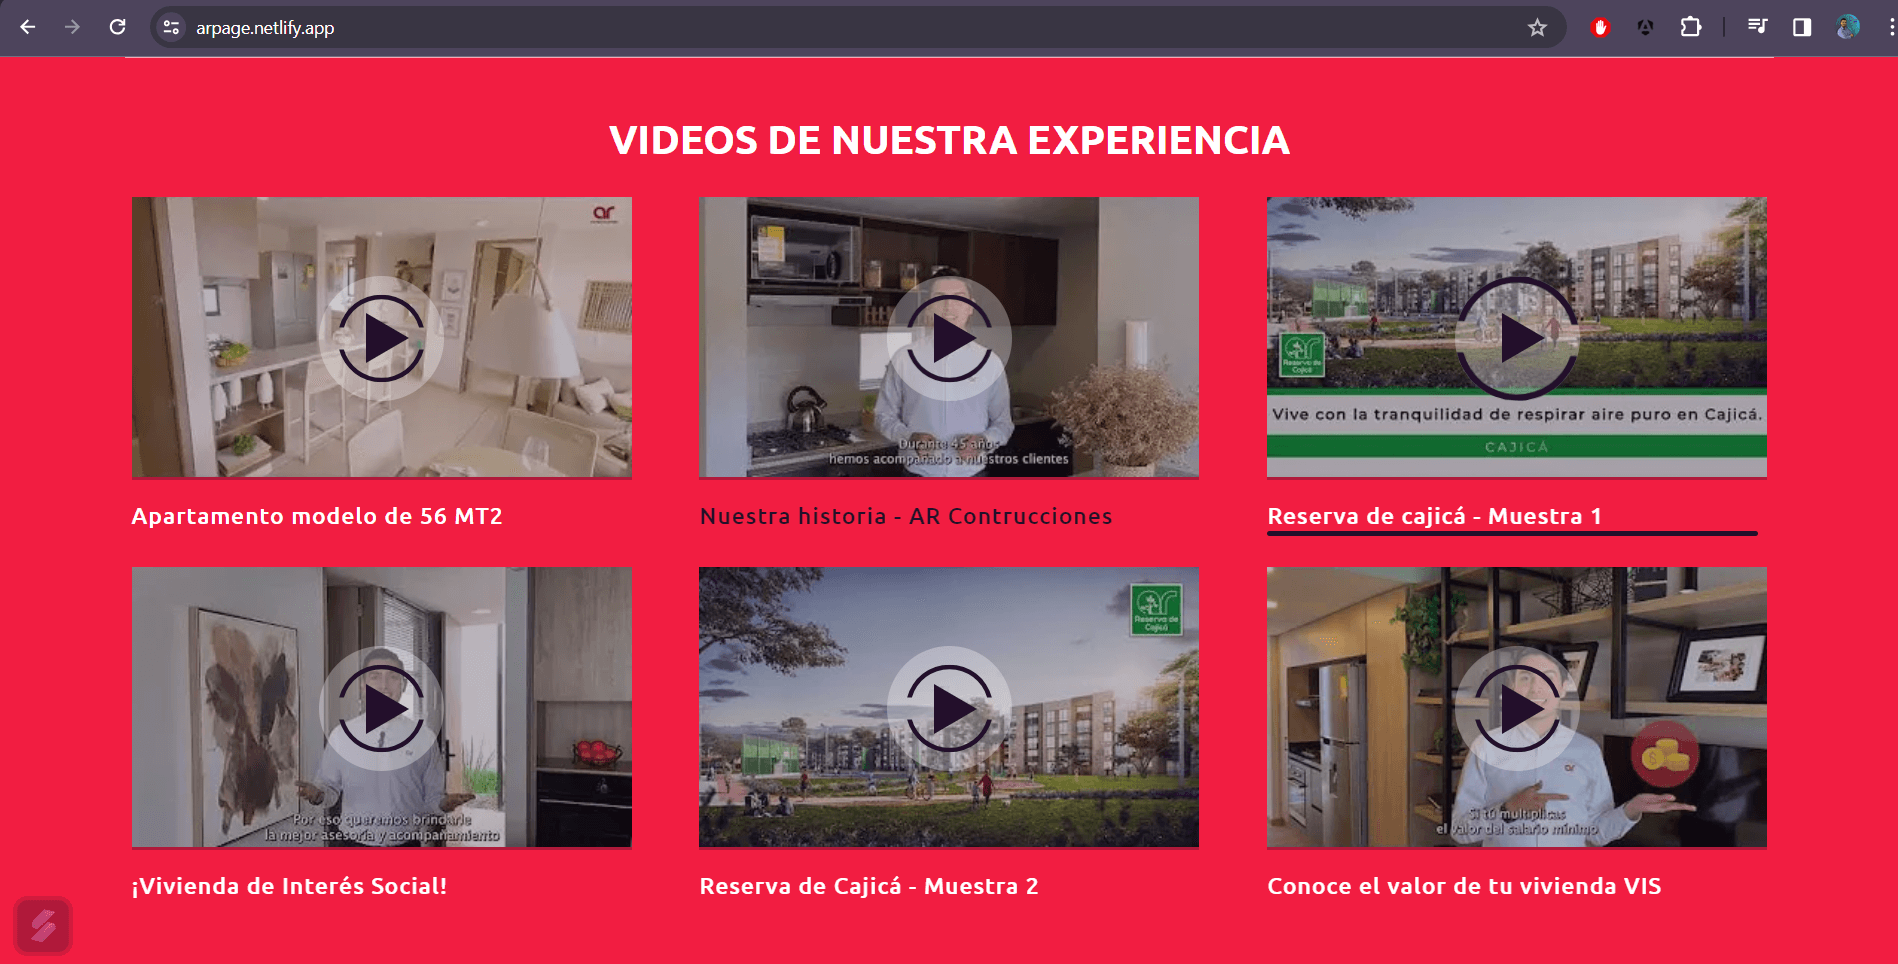 arpage.netlify.app
VIDEOS DE NUESTRA EXPERIENCIA
ar
Durante 45 años
hemos acompañado a nuestros clientes
ar
Reserva de
Cajicá
Vive con la tranquilidad de respirar aire puro en Cajicá.
CAJICÁ
Apartamento modelo de 56 MT2
Nuestra historia - AR Contrucciones
Reserva de cajicá - Muestra 1
Por eso queremos brindarle
la mejor asesoría y acompañamiento
ar
Reserva de
Cajicá
Si tú multiplicas
el valor del salario mínimo
¡Vivienda de Interés Social!
Reserva de Cajicá - Muestra 2
Conoce el valor de tu vivienda VIS